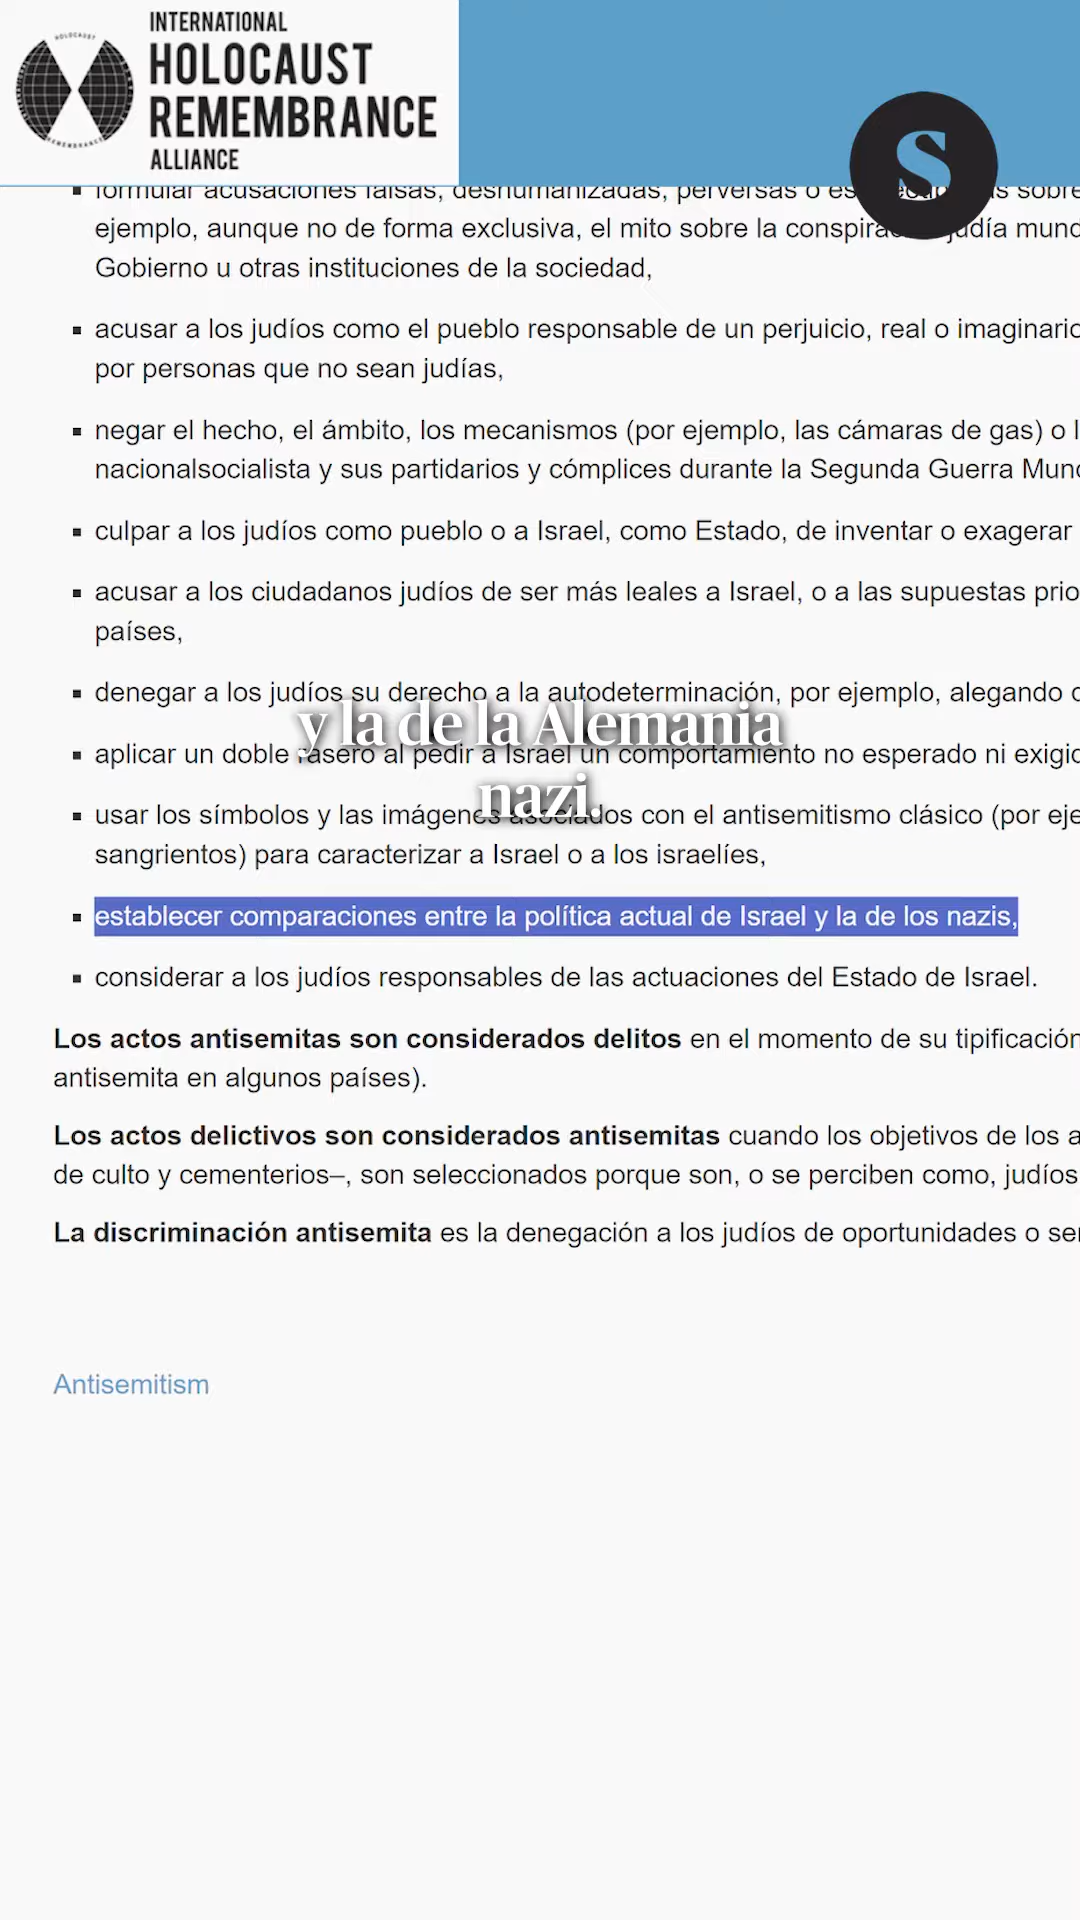 INTERNATIONAL
HOLOCAUST
REMEMBRANCE
ALLIANCE
HOLOCAUST
S
formular acusaciones falsas, deshumanizadas, perversas o sobre
ejemplo, aunque no de forma exclusiva, el mito sobre la judía
Gobierno u otras instituciones de la sociedad,
acusar a los judíos como el pueblo responsable de un perjuicio, real o imaginario
por personas que no sean judías,
negar el hecho, el ámbito, los mecanismos (por ejemplo, las cámaras de gas) o
nacionalsocialista y sus partidarios y cómplices durante la Segunda Guerra
culpar a los judíos como pueblo o a Israel, como Estado, de inventar o exagerar
acusar a los ciudadanos judíos de ser más leales a Israel, o a las supuestas
países,
denegar a los judíos su derecho a la autodeterminación, por ejemplo, alegando
y la de la Alemania
aplicar un doble rasero al pedir a Israel un comportamiento no esperado ni
nazi.
usar los símbolos y las imágenes asociados con el antisemitismo clásico (por
sangrientos) para caracterizar a Israel o a los israelíes,
establecer comparaciones entre la política actual de Israel y la de los nazis,
considerar a los judíos responsables de las actuaciones del Estado de Israel.
Los actos antisemitas son considerados delitos en el momento de su tipificación
antisemita en algunos países).
Los actos delictivos son considerados antisemitas cuando los objetivos de los
de culto y cementerios–, son seleccionados porque son, o se perciben como, judíos
La discriminación antisemita es la denegación a los judíos de oportunidades o
Antisemitism